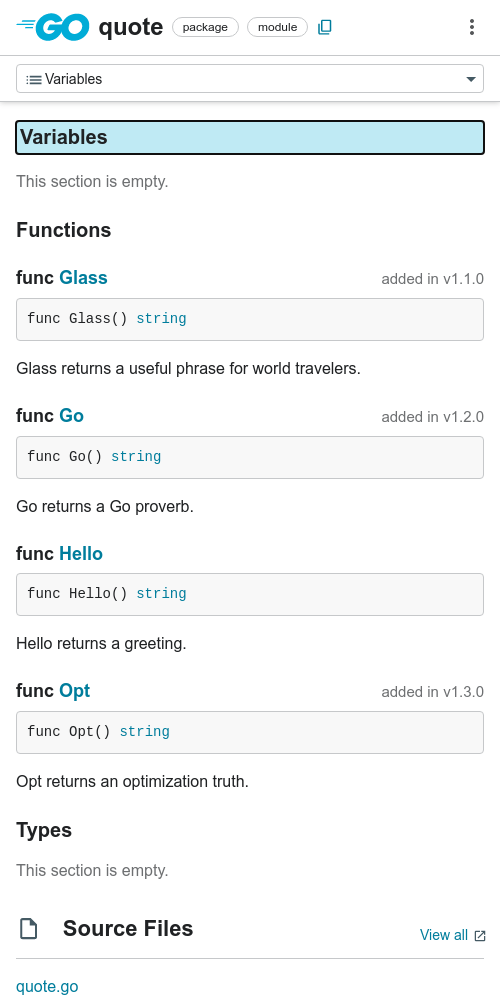 GO quote package module
Variables
Variables
This section is empty.
Functions
func Glass added in v1.1.0
func Glass() string
Glass returns a useful phrase for world travelers.
func Go added in v1.2.0
func Go() string
Go returns a Go proverb.
func Hello
func Hello() string
Hello returns a greeting.
func Opt added in v1.3.0
func Opt() string
Opt returns an optimization truth.
Types
This section is empty.
Source Files View all
quote.go